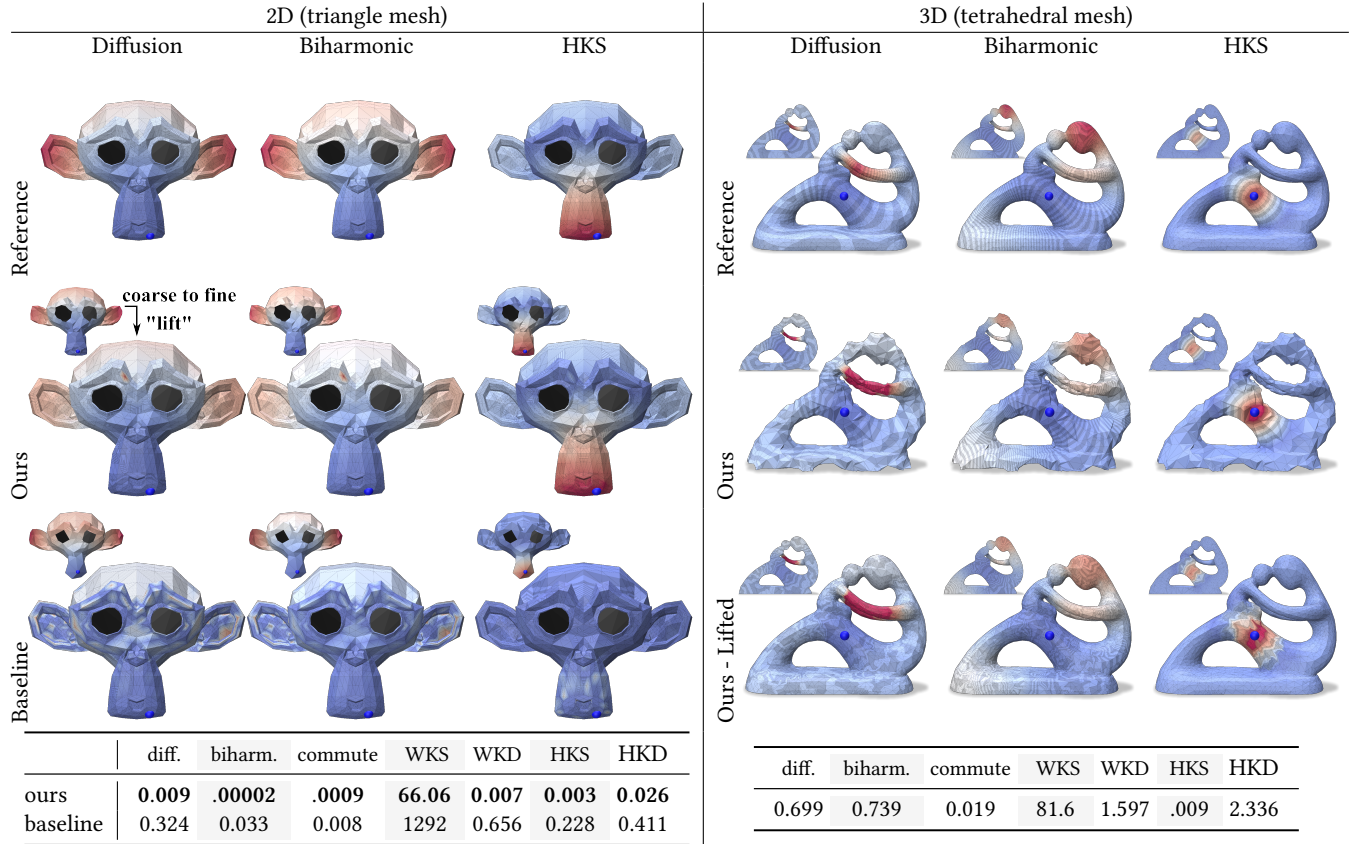 2D (triangle mesh)
Diffusion Biharmonic HKS
Reference
coarse to fine
"lift"
Ours
Baseline
diff. biharm. commute WKS WKD HKS HKD
ours 0.009 .00002 .0009 66.06 0.007 0.003 0.026
baseline 0.324 0.033 0.008 1292 0.656 0.228 0.411
3D (tetrahedral mesh)
Diffusion Biharmonic HKS
Reference
Ours
Ours - Lifted
diff. biharm. commute WKS WKD HKS HKD
0.699 0.739 0.019 81.6 1.597 .009 2.336